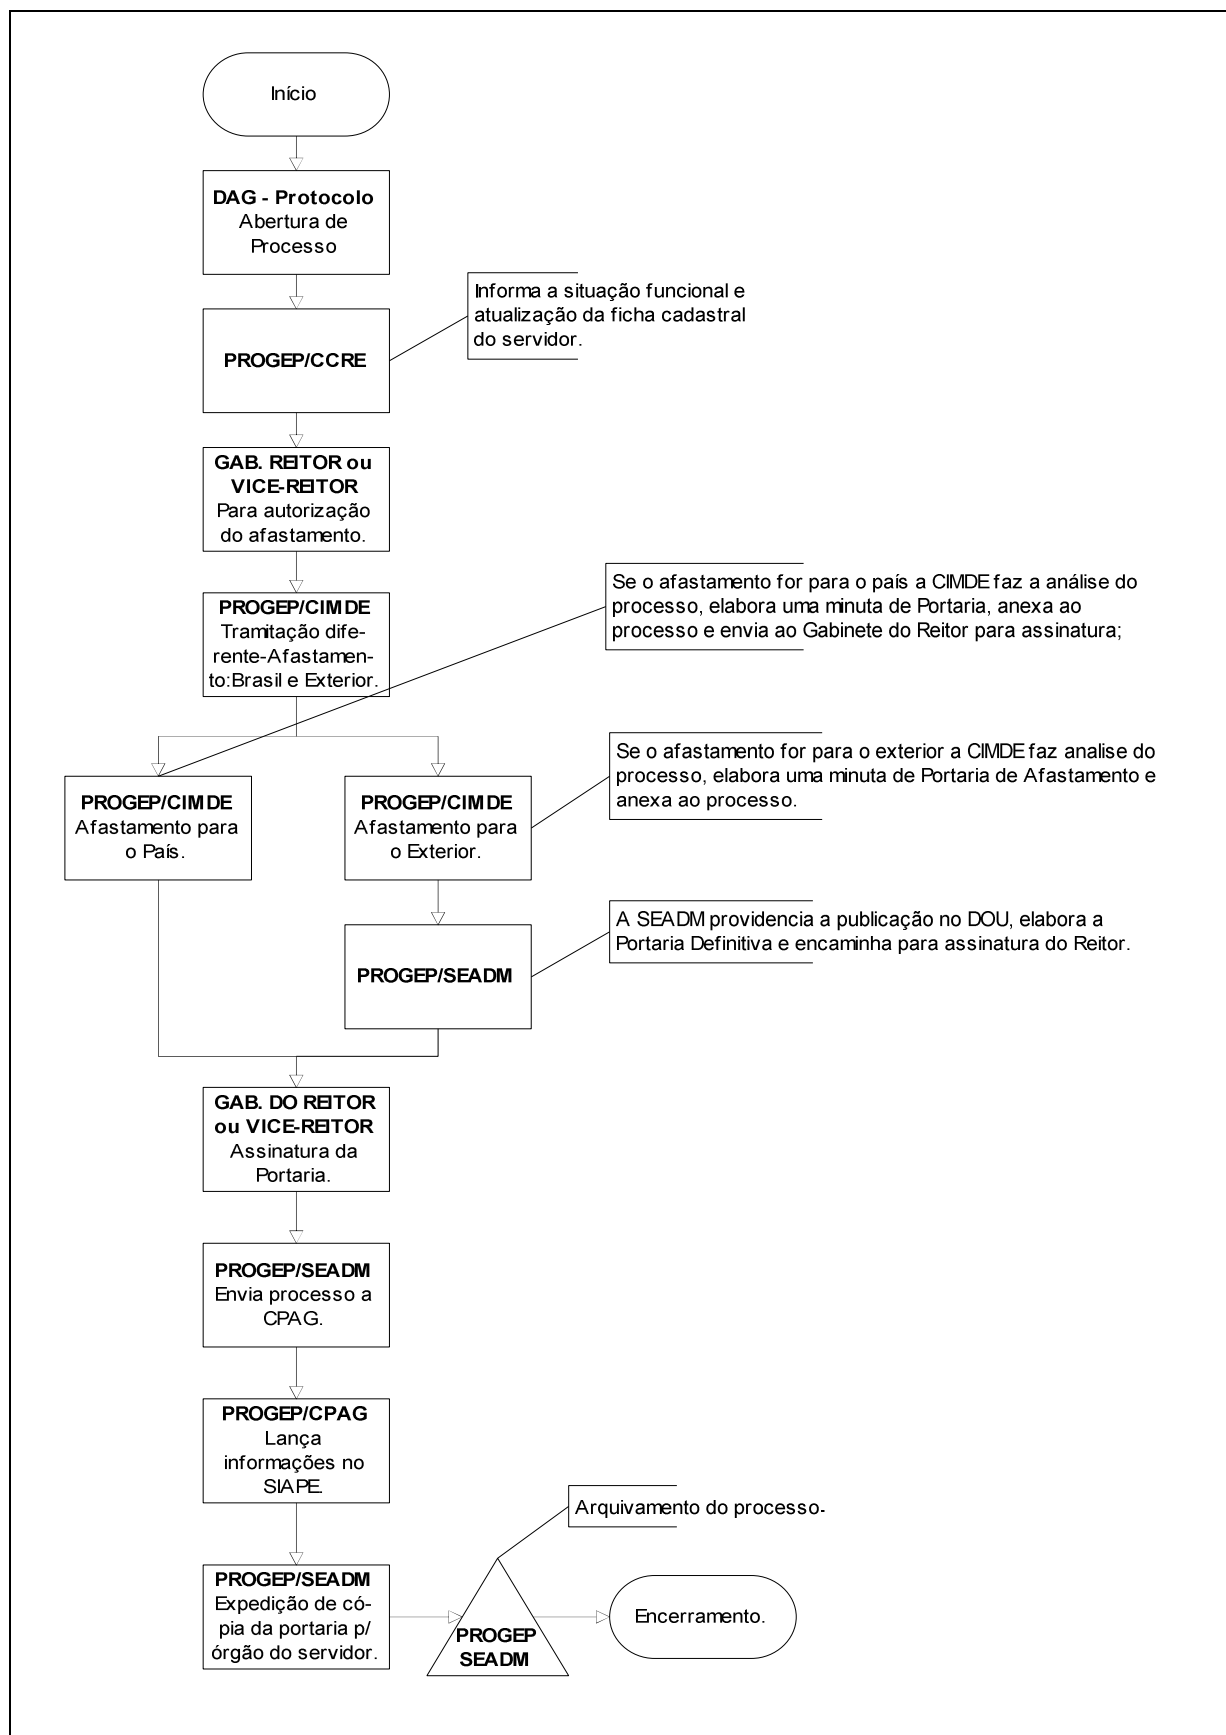 Início
DAG - Protocolo
Abertura de
Processo
Informa a situação funcional e
atualização da ficha cadastral
do servidor.
PROGEP/CCRE
GAB. REITOR ou
VICE-REITOR
Para autorização
do afastamento.
Se o afastamento for para o país a CIMDE faz a análise do
processo, elabora uma minuta de Portaria, anexa ao
processo e envia ao Gabinete do Reitor para assinatura;
PROGEP/CIMDE
Tramitação dife-
rente-Afastamen-
to:Brasil e Exterior.
Se o afastamento for para o exterior a CIMDE faz analise do
processo, elabora uma minuta de Portaria de Afastamento e
anexa ao processo.
PROGEP/CIMDE
Afastamento para
o País.
PROGEP/CIMDE
Afastamento para
o Exterior.
A SEADM providencia a publicação no DOU, elabora a
Portaria Definitiva e encaminha para assinatura do Reitor.
PROGEP/SEADM
GAB. DO REITOR
ou VICE-REITOR
Assinatura da
Portaria.
PROGEP/SEADM
Envia processo a
CPAG.
PROGEP/CPAG
Lança
informações no
SIAPE.
Arquivamento do processo.
PROGEP/SEADM
Expedição de có-
pia da portaria p/
órgão do servidor.
PROGEP
SEADM
Encerramento.